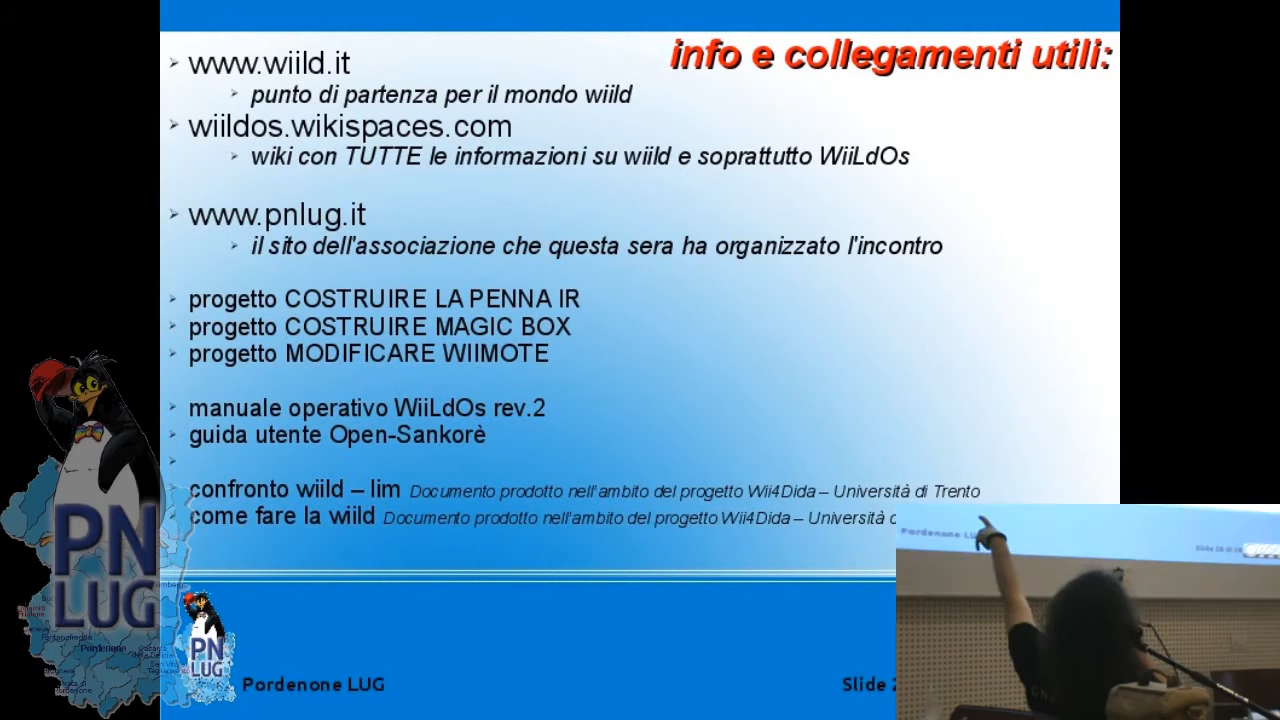 info e collegamenti utili:
www.wiild.it
punto di partenza per il mondo wiild
wiildos.wikispaces.com
wiki con TUTTE le informazioni su wiild e soprattutto WiiLdOs
www.pnlug.it
il sito dell'associazione che questa sera ha organizzato l'incontro
progetto COSTRUIRE LA PENNA IR
progetto COSTRUIRE MAGIC BOX
progetto MODIFICARE WIIMOTE
manuale operativo WiiLdOs rev.2
guida utente Open-Sankorè
confronto wiild – lim Documento prodotto nell'ambito del progetto Wii4Dida – Università di Trento
come fare la wiild Documento prodotto nell'ambito del progetto Wii4Dida – Università
PN
LUG
Pordenone
PN
LUG
Pordenone LUG
Slide